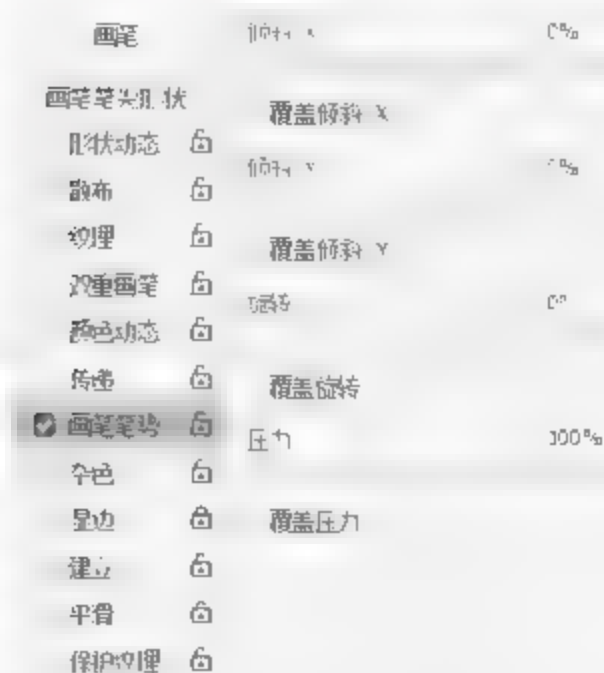 画笔
画笔笔尖形状
形状动态
散布
纹理
双重画笔
颜色动态
传递
画笔笔势
杂色
湿边
建立
平滑
保护纹理
倾斜 X 0%
覆盖倾斜 X
倾斜 Y 0%
覆盖倾斜 Y
旋转 0°
覆盖旋转
压力 100%
覆盖压力